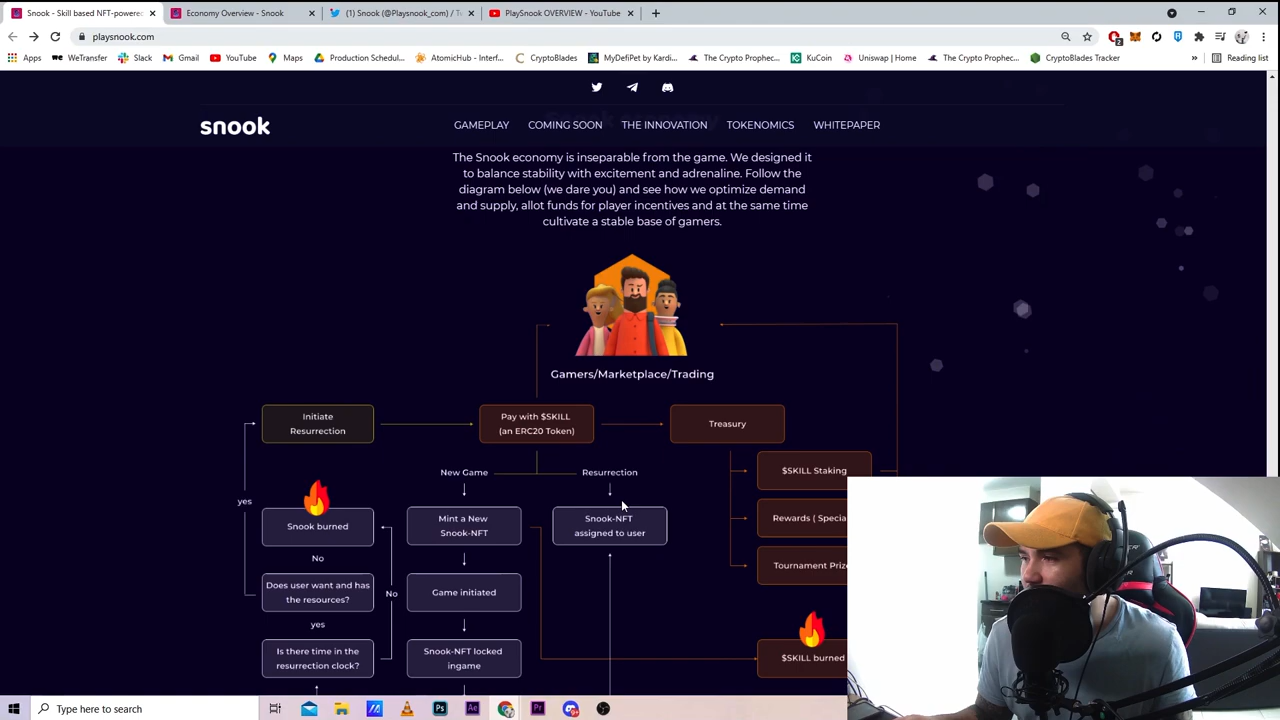 Snook - Skill based NFT-powere
Economy Overview - Snook
(1) Snook (@Playsnook_com) / T
PlaySnook OVERVIEW - YouTube
playsnook.com
2
Apps
WeTransfer
Slack
Gmail
YouTube
Maps
Production Schedul...
AtomicHub - Interf...
CryptoBlades
MyDefiPet by Kardi...
The Crypto Prophec...
KuCoin
Uniswap | Home
The Crypto Prophec...
CryptoBlades Tracker
»
Reading list
snook
GAMEPLAY
COMING SOON
THE INNOVATION
TOKENOMICS
WHITEPAPER
The Snook economy is inseparable from the game. We designed it
to balance stability with excitement and adrenaline. Follow the
diagram below (we dare you) and see how we optimize demand
and supply, allot funds for player incentives and at the same time
cultivate a stable base of gamers.
Gamers/Marketplace/Trading
Initiate
Resurrection
Pay with $SKILL
(an ERC20 Token)
Treasury
New Game
Resurrection
$SKILL Staking
yes
Snook burned
Mint a New
Snook-NFT
Snook-NFT
assigned to user
Rewards ( Specia
No
Tournament Priz
Does user want and has
the resources?
No
Game initiated
yes
Is there time in the
resurrection clock?
Snook-NFT locked
ingame
$SKILL burned
Type here to search